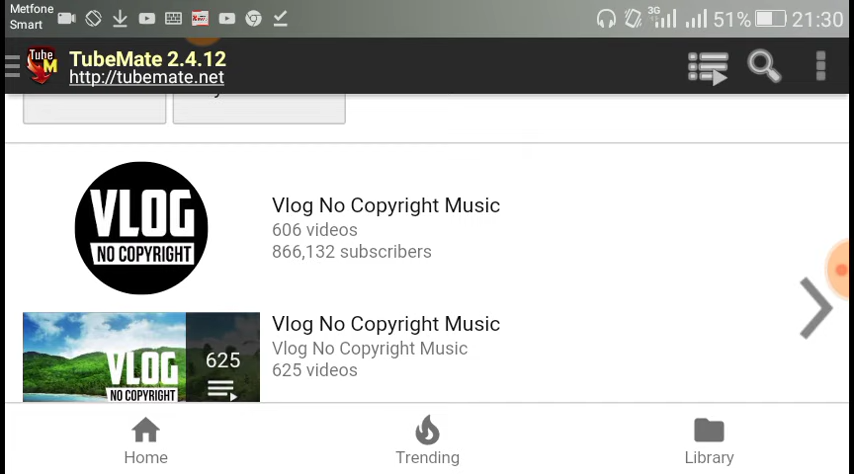 Metfone
Smart
3G
51%
21:30
Tube
M
TubeMate 2.4.12
http://tubemate.net
VLOG
NO COPYRIGHT
Vlog No Copyright Music
606 videos
866,132 subscribers
VLOG
NO COPYRIGHT
625
Vlog No Copyright Music
Vlog No Copyright Music
625 videos
Home
Trending
Library